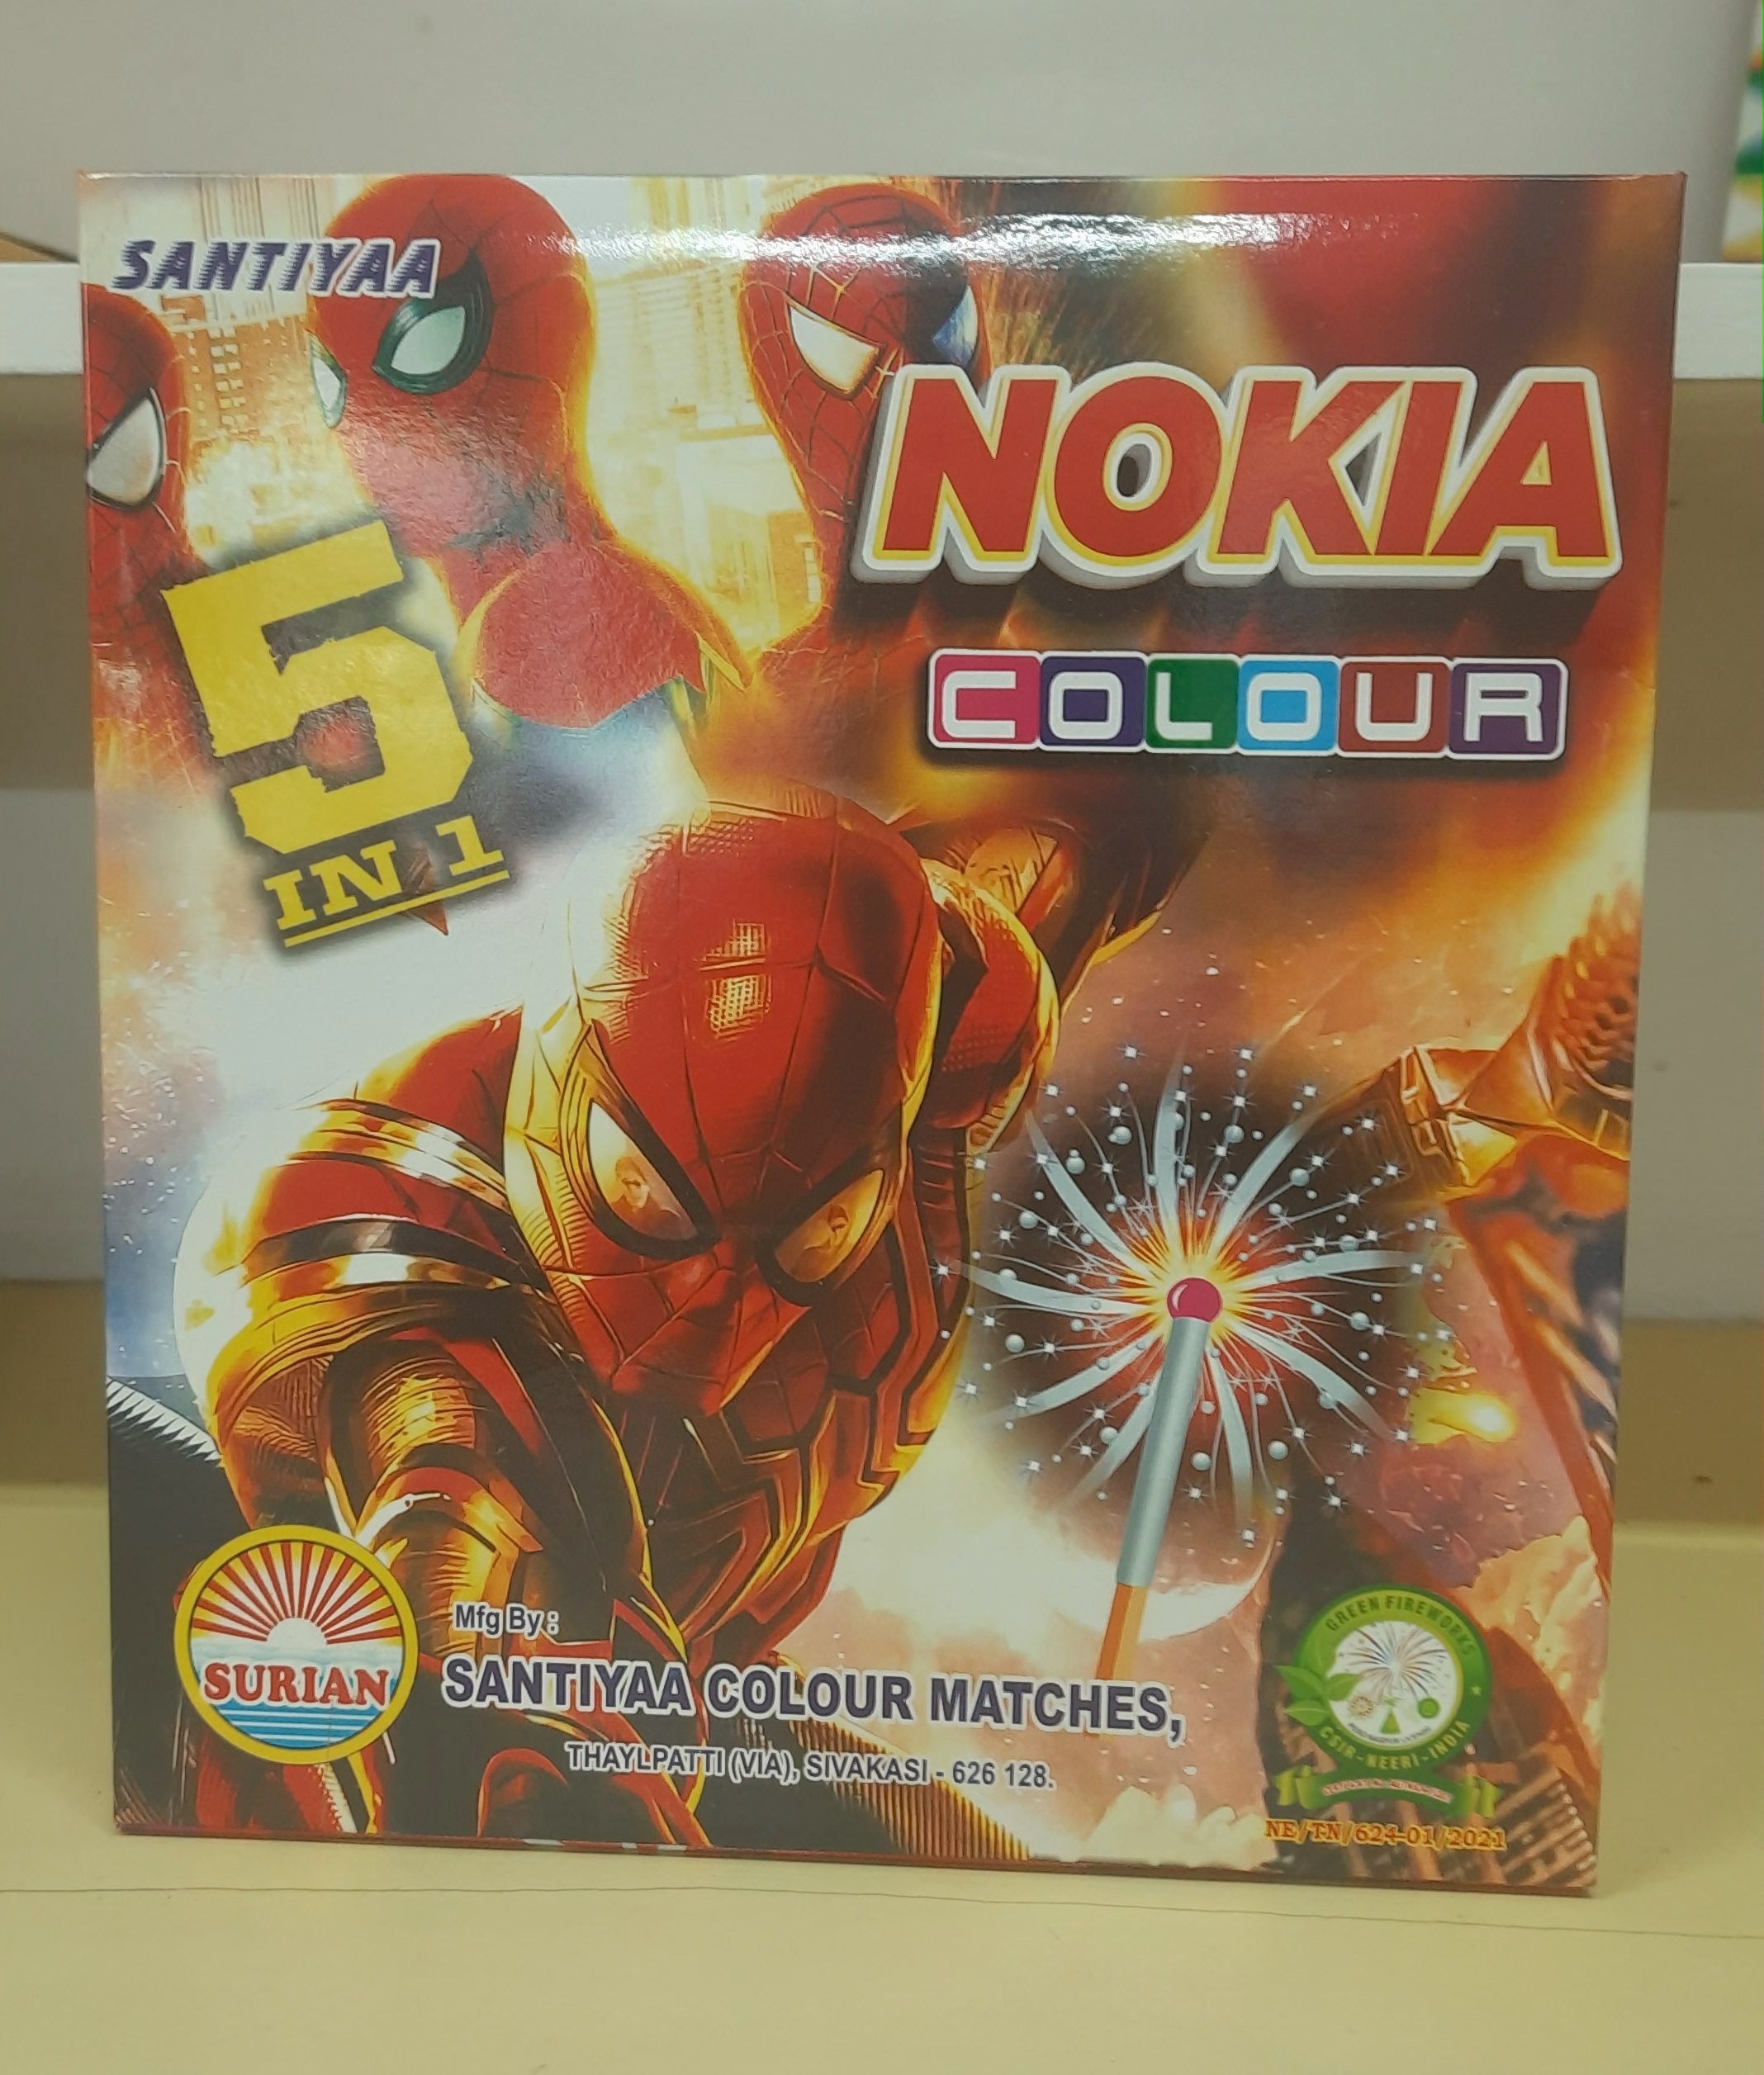 SANTIYAA
NOKIA
COLOUR
5
IN 1
SURIAN
Mfg By :
SANTIYAA COLOUR MATCHES,
THAYLPATTI (VIA), SIVAKASI - 626 128.
GREEN FIREWORKS
CSIR-NEERI-INDIA
NE/TN/624-01/2021